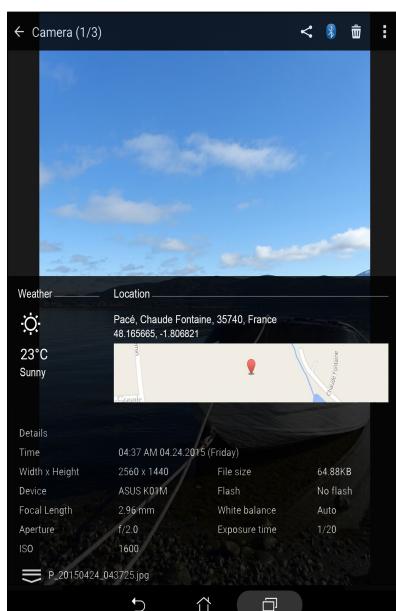 Camera (1/3)
Weather
Location
23°C
Sunny
Pacé, Chaude Fontaine, 35740, France
48.165665, -1.806821
Chaude Fontaine
Google
Details
Time 04:37 AM 04.24.2015 (Friday)
Width x Height 2560 x 1440 File size 64.88KB
Device ASUS K01M Flash No flash
Focal Length 2.96 mm White balance Auto
Aperture f/2.0 Exposure time 1/20
ISO 1600
P_20150424_043725.jpg